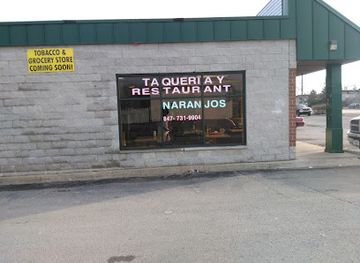 TOBACCO &
GROCERY STORE
COMING SOON!
TAQUERIA Y
RESTAURANT
NARANJOS
847-731-9904